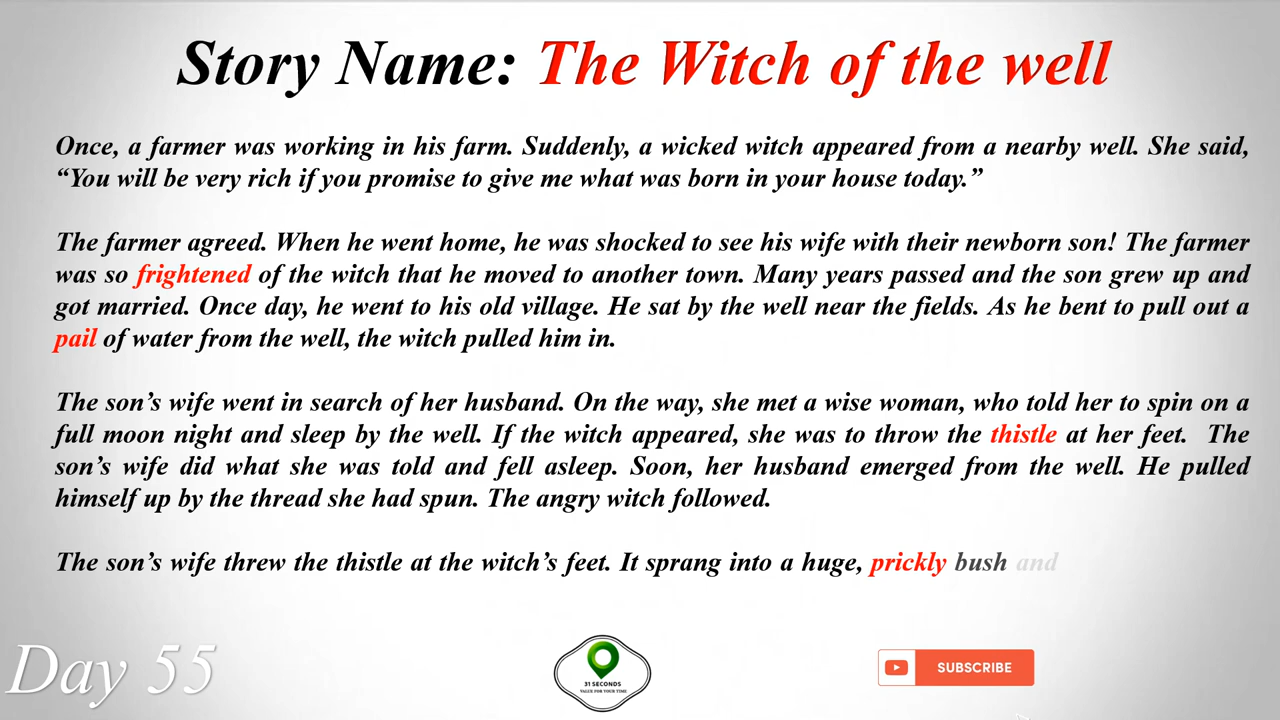 Story Name: The Witch of the well
Once, a farmer was working in his farm. Suddenly, a wicked witch appeared from a nearby well. She said,
“You will be very rich if you promise to give me what was born in your house today.”
The farmer agreed. When he went home, he was shocked to see his wife with their newborn son! The farmer
was so frightened of the witch that he moved to another town. Many years passed and the son grew up and
got married. Once day, he went to his old village. He sat by the well near the fields. As he bent to pull out a
pail of water from the well, the witch pulled him in.
The son’s wife went in search of her husband. On the way, she met a wise woman, who told her to spin on a
full moon night and sleep by the well. If the witch appeared, she was to throw the thistle at her feet. The
son’s wife did what she was told and fell asleep. Soon, her husband emerged from the well. He pulled
himself up by the thread she had spun. The angry witch followed.
The son’s wife threw the thistle at the witch’s feet. It sprang into a huge, prickly bush and
Day 55
31 SECONDS
VALUE FOR YOUR TIME
SUBSCRIBE